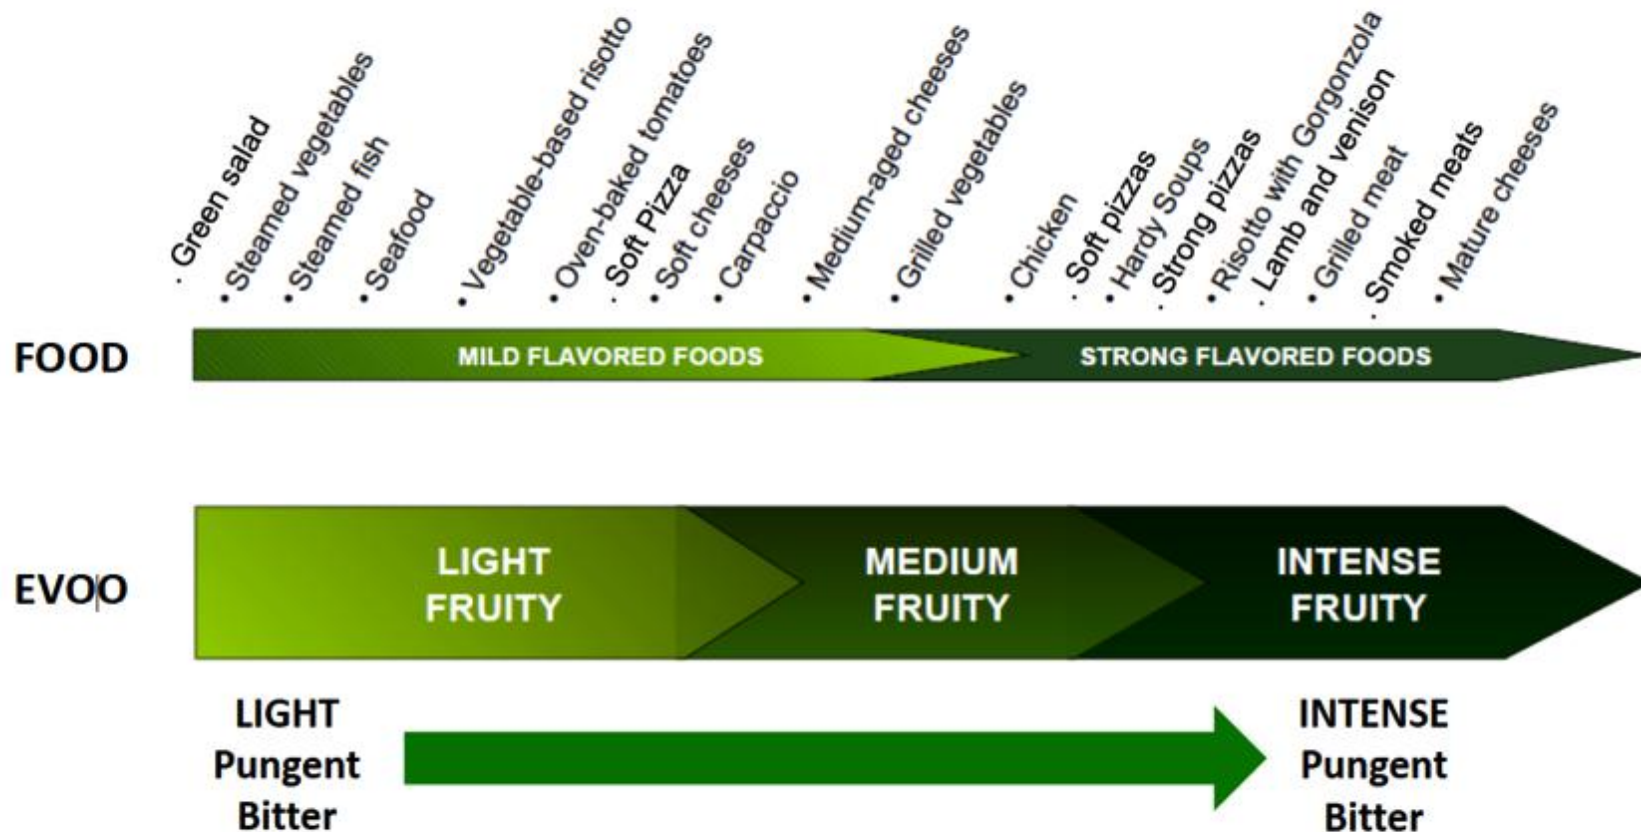 · Green salad
• Steamed vegetables
• Steamed fish
• Seafood
• Vegetable-based risotto
• Oven-baked tomatoes
· Soft Pizza
• Soft cheeses
• Carpaccio
• Medium-aged cheeses
• Grilled vegetables
• Chicken
· Soft pizzas
• Hardy Soups
· Strong pizzas
• Risotto with Gorgonzola
· Lamb and venison
• Grilled meat
· Smoked meats
• Mature cheeses
FOOD
MILD FLAVORED FOODS
STRONG FLAVORED FOODS
EVOO
LIGHT
FRUITY
MEDIUM
FRUITY
INTENSE
FRUITY
LIGHT
Pungent
Bitter
INTENSE
Pungent
Bitter